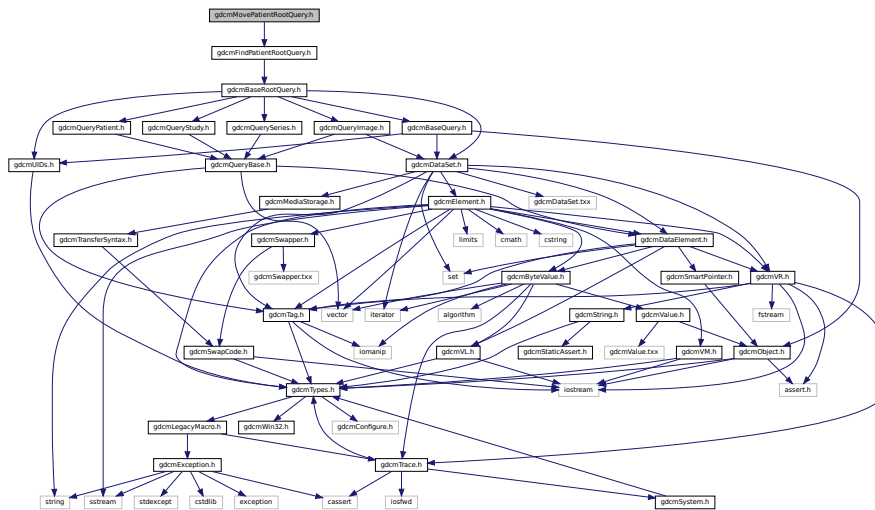 gdcmMovePatientRootQuery.h
gdcmFindPatientRootQuery.h
gdcmBaseRootQuery.h
gdcmQueryPatient.h
gdcmQueryStudy.h
gdcmQuerySeries.h
gdcmQueryImage.h
gdcmBaseQuery.h
gdcmUIDs.h
gdcmQueryBase.h
gdcmDataSet.h
gdcmMediaStorage.h
gdcmElement.h
gdcmDataSet.txx
gdcmTransferSyntax.h
gdcmSwapper.h
limits
cmath
cstring
gdcmDataElement.h
gdcmSwapper.txx
set
gdcmByteValue.h
gdcmSmartPointer.h
gdcmVR.h
gdcmTag.h
vector
iterator
algorithm
gdcmString.h
gdcmValue.h
fstream
gdcmSwapCode.h
iomanip
gdcmVL.h
gdcmStaticAssert.h
gdcmValue.txx
gdcmVM.h
gdcmObject.h
gdcmTypes.h
iostream
assert.h
gdcmLegacyMacro.h
gdcmWin32.h
gdcmConfigure.h
gdcmException.h
gdcmTrace.h
string
sstream
stdexcept
cstdlib
exception
cassert
iosfwd
gdcmSystem.h